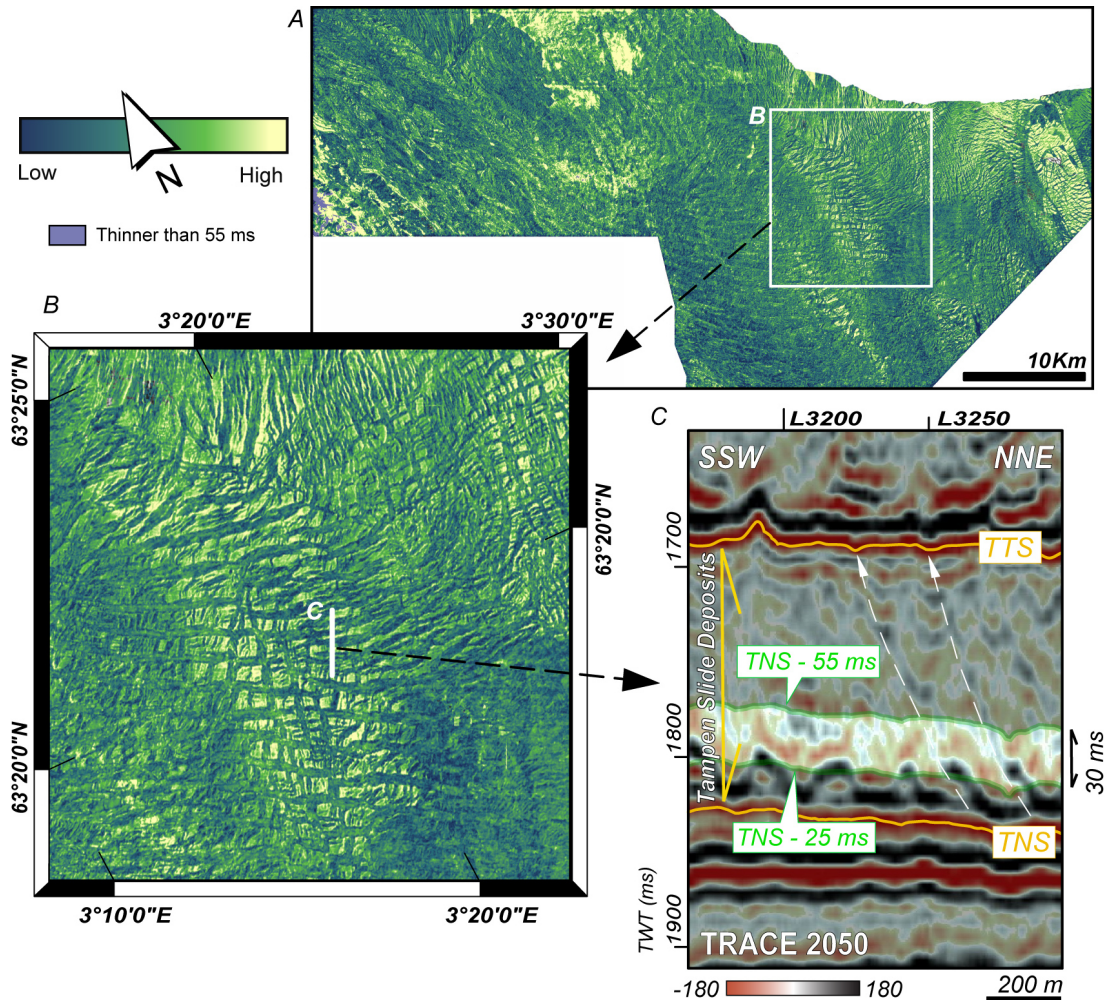 A
B
Low
High
N
Thinner than 55 ms
10Km
B
3°20'0"E
3°30'0"E
63°25'0"N
63°20'0"N
63°20'0"N
3°10'0"E
3°20'0"E
C
C
L3200
L3250
SSW
NNE
1700
TTS
Tampen Slide Deposits
TNS - 55 ms
1800
30 ms
TNS - 25 ms
TNS
TWT (ms)
1900
TRACE 2050
-180
180
200 m